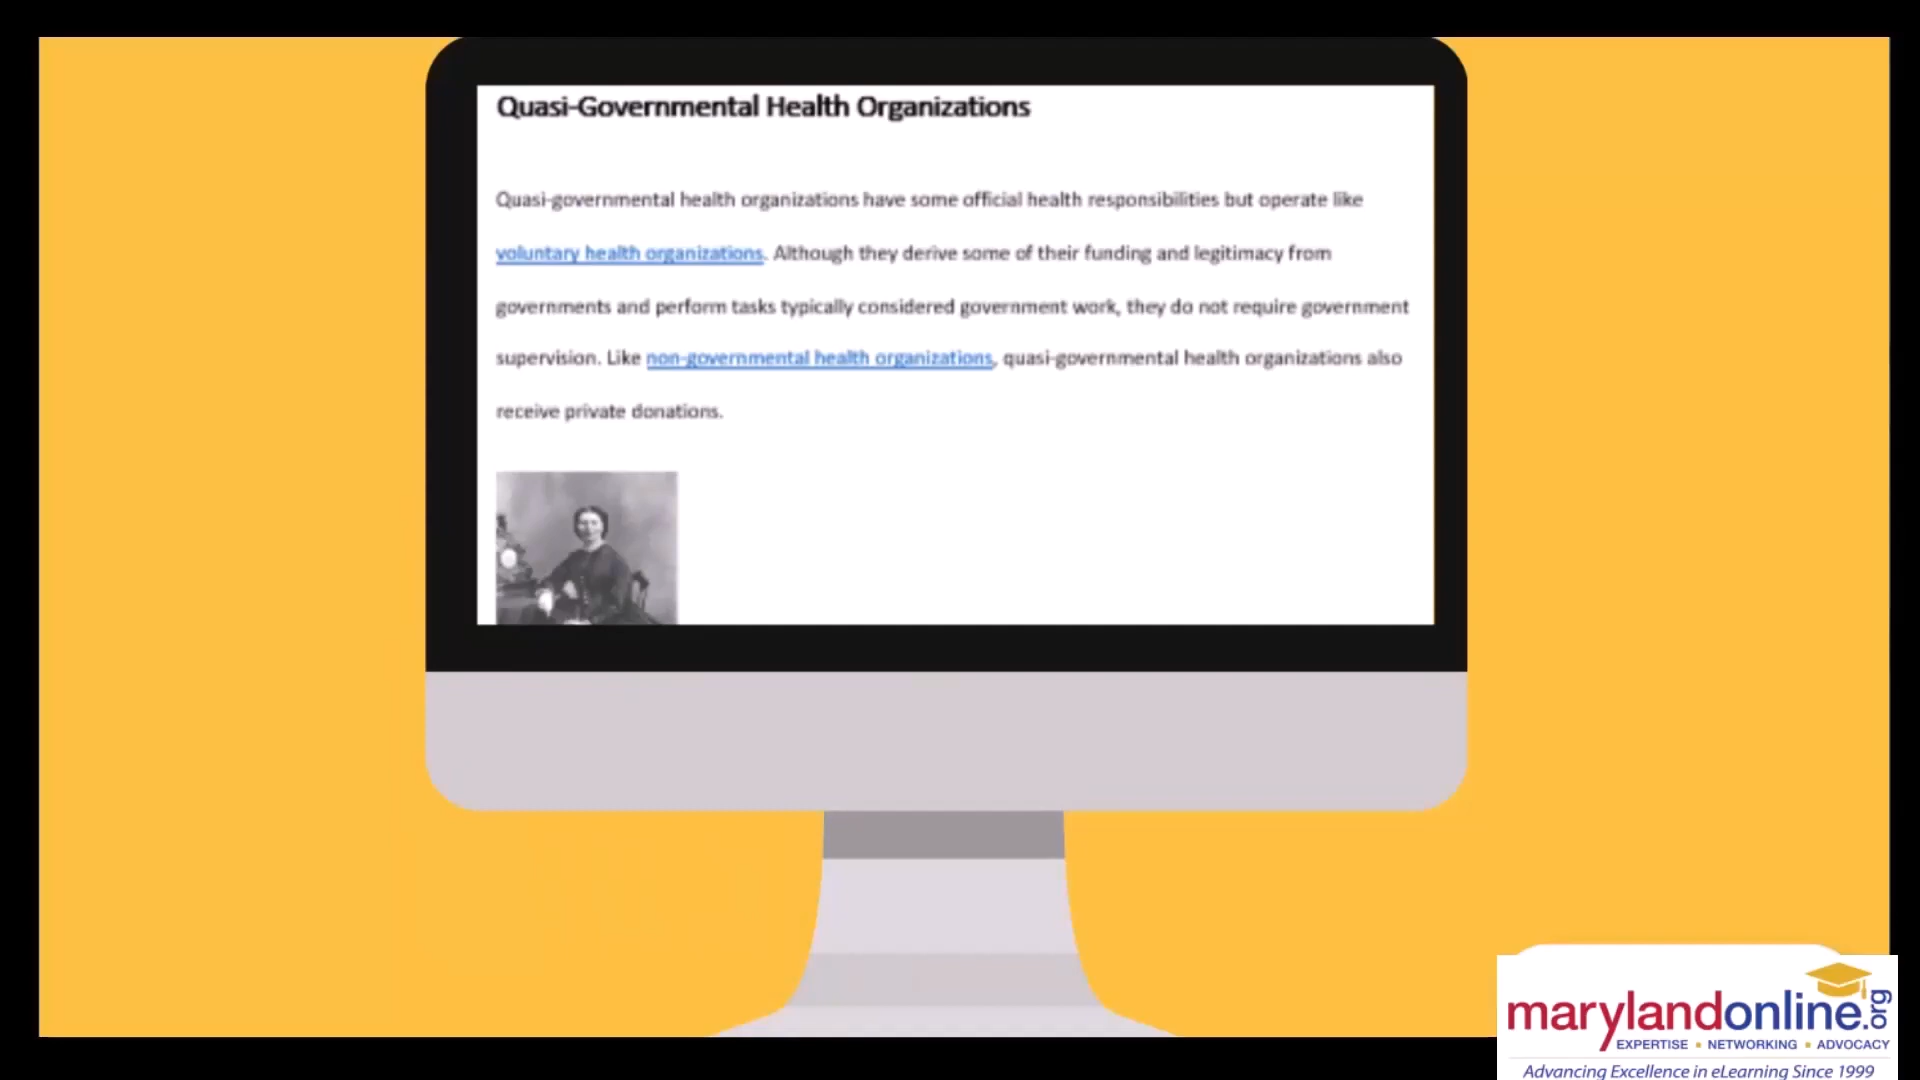 Quasi-Governmental Health Organizations
Quasi-governmental health organizations have some official health responsibilities but operate like
voluntary health organizations. Although they derive some of their funding and legitimacy from
governments and perform tasks typically considered government work, they do not require government
supervision. Like non-governmental health organizations, quasi-governmental health organizations also
receive private donations.
marylandonline.org
EXPERTISE ▪ NETWORKING ▪ ADVOCACY
Advancing Excellence in eLearning Since 1999